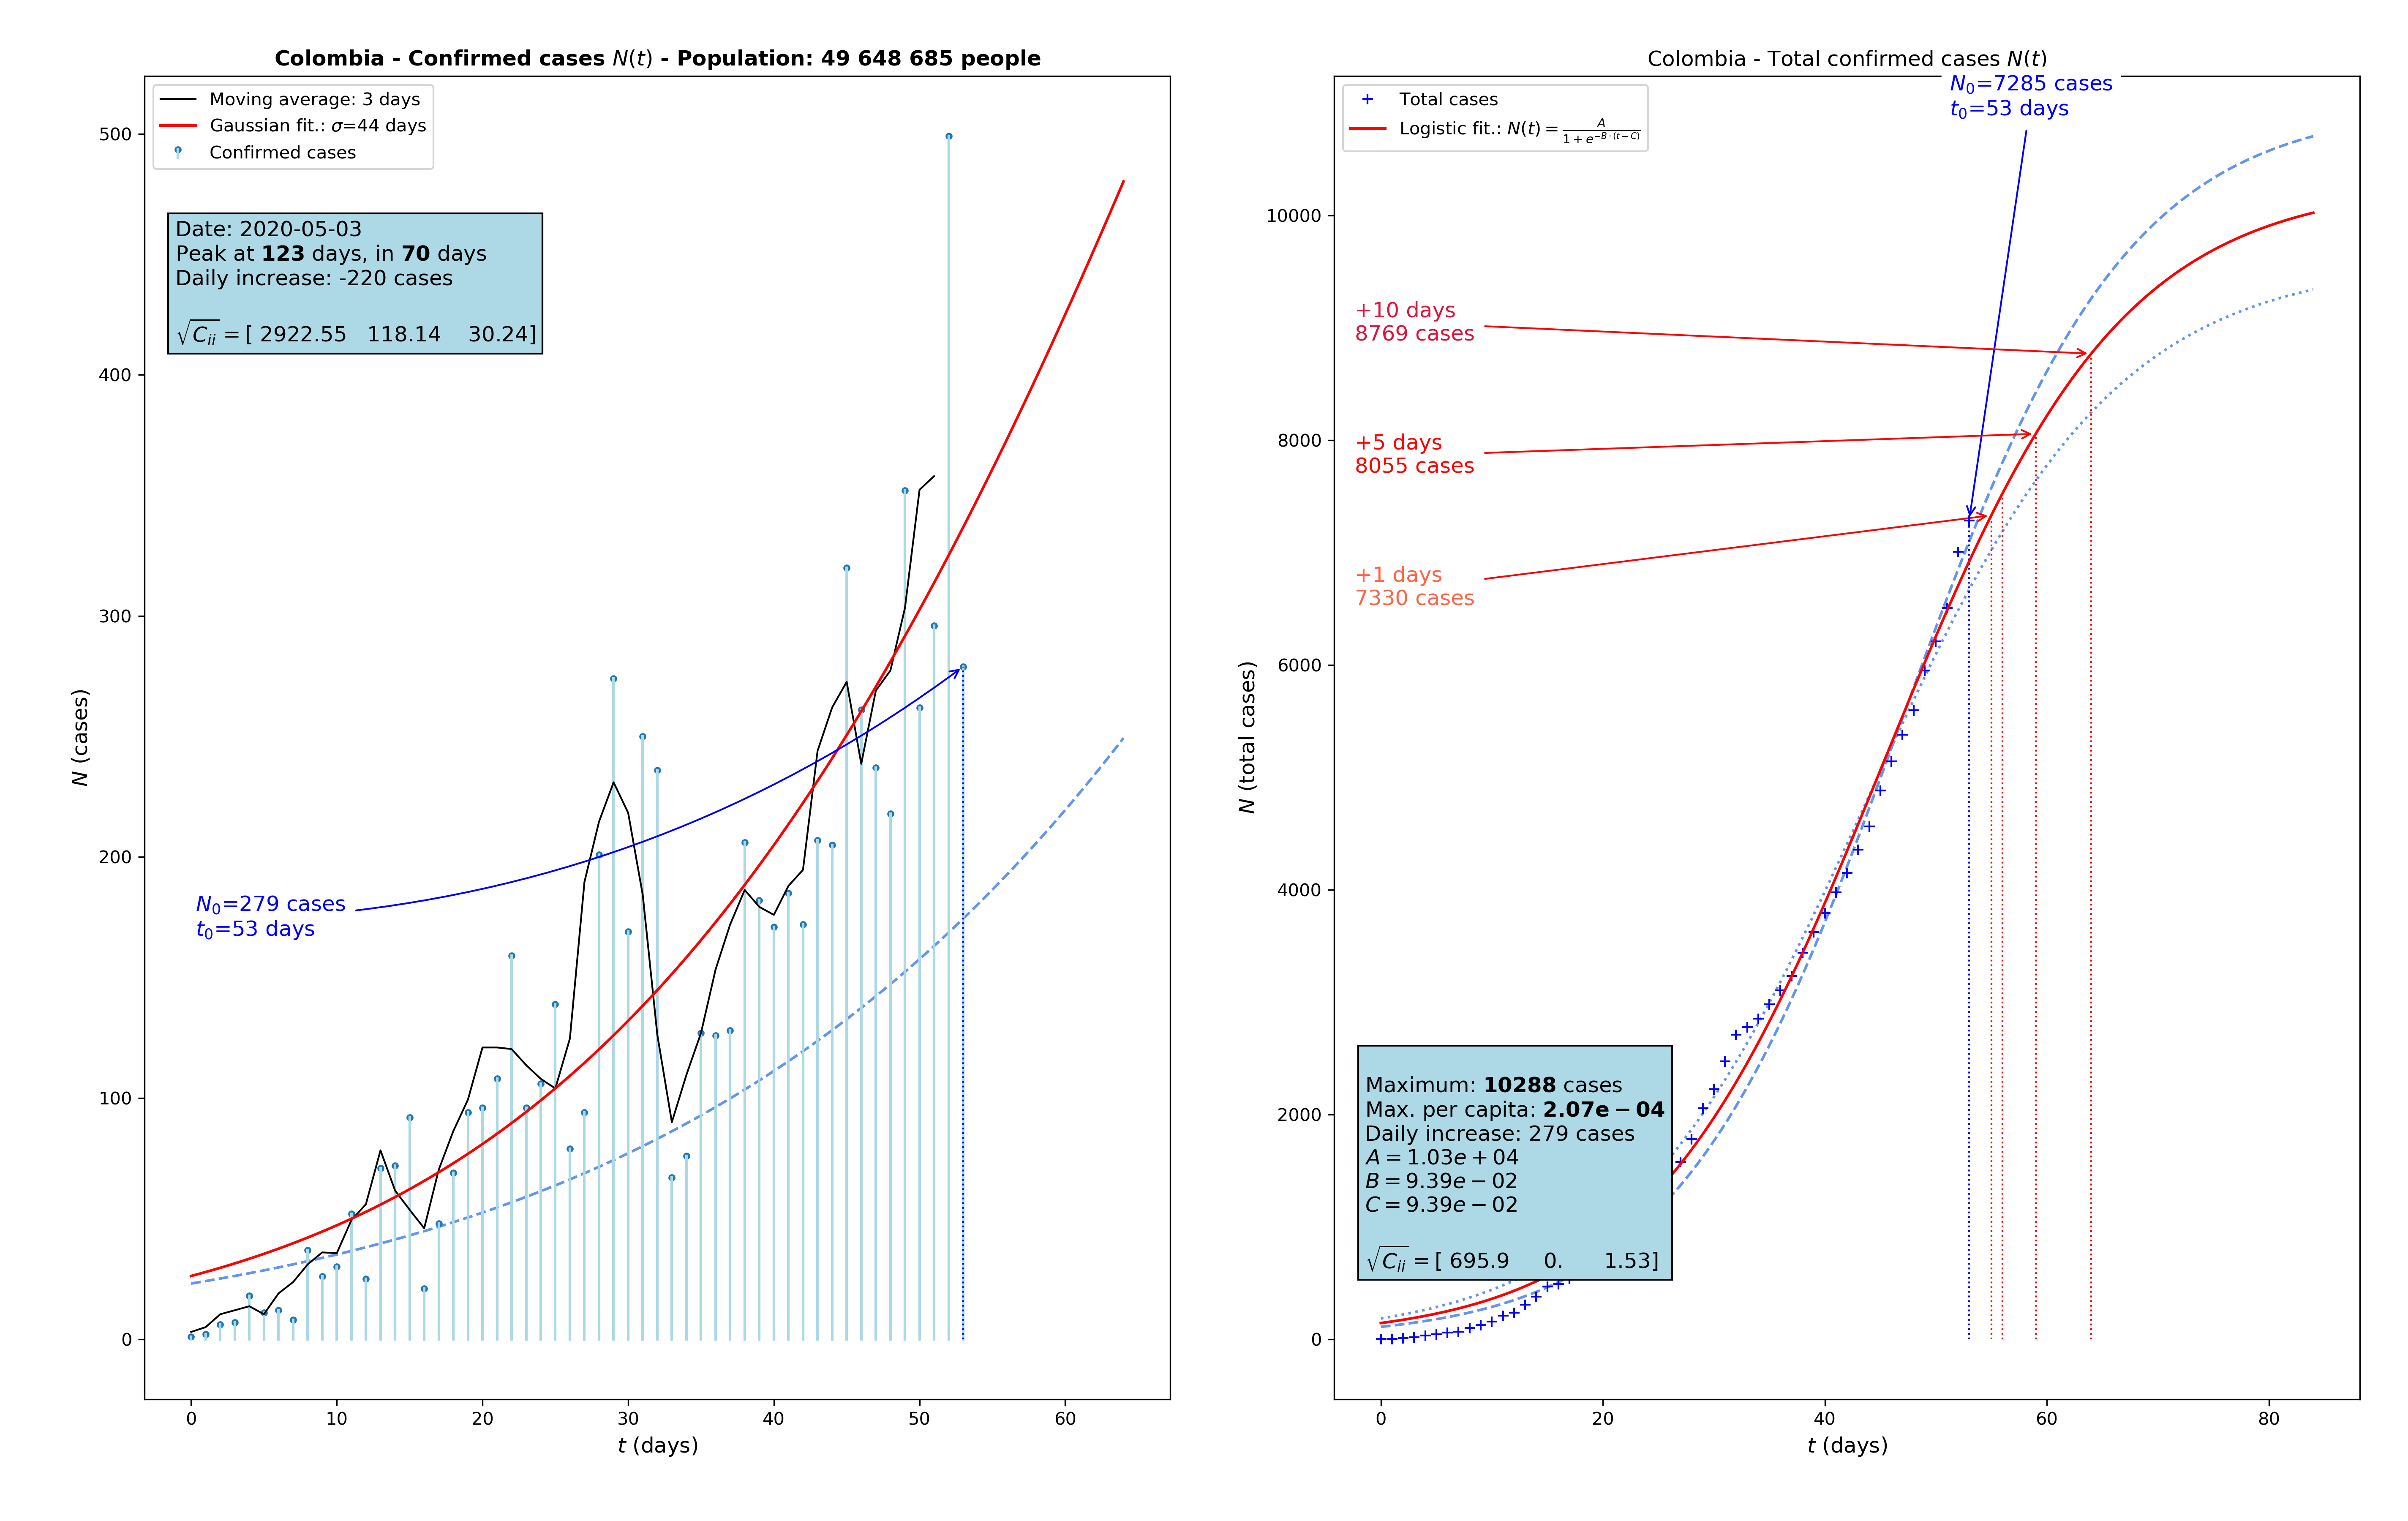 Colombia - Confirmed cases N(t) - Population: 49 648 685 people
Moving average: 3 days
Gaussian fit.: σ=44 days
Confirmed cases
Date: 2020-05-03
Peak at 123 days, in 70 days
Daily increase: -220 cases
√C_ii = [ 2922.55 118.14 30.24]
N₀=279 cases
t₀=53 days
500
400
300
200
100
0
N (cases)
0 10 20 30 40 50 60
t (days)
Colombia - Total confirmed cases N(t)
N₀=7285 cases
t₀=53 days
Total cases
Logistic fit.: N(t) = A / (1 + e^(−B·(t−C)))
+10 days
8769 cases
+5 days
8055 cases
+1 days
7330 cases
Maximum: 10288 cases
Max. per capita: 2.07e − 04
Daily increase: 279 cases
A = 1.03e + 04
B = 9.39e − 02
C = 9.39e − 02
√C_ii = [ 695.9 0. 1.53]
10000
8000
6000
4000
2000
0
N (total cases)
0 20 40 60 80
t (days)